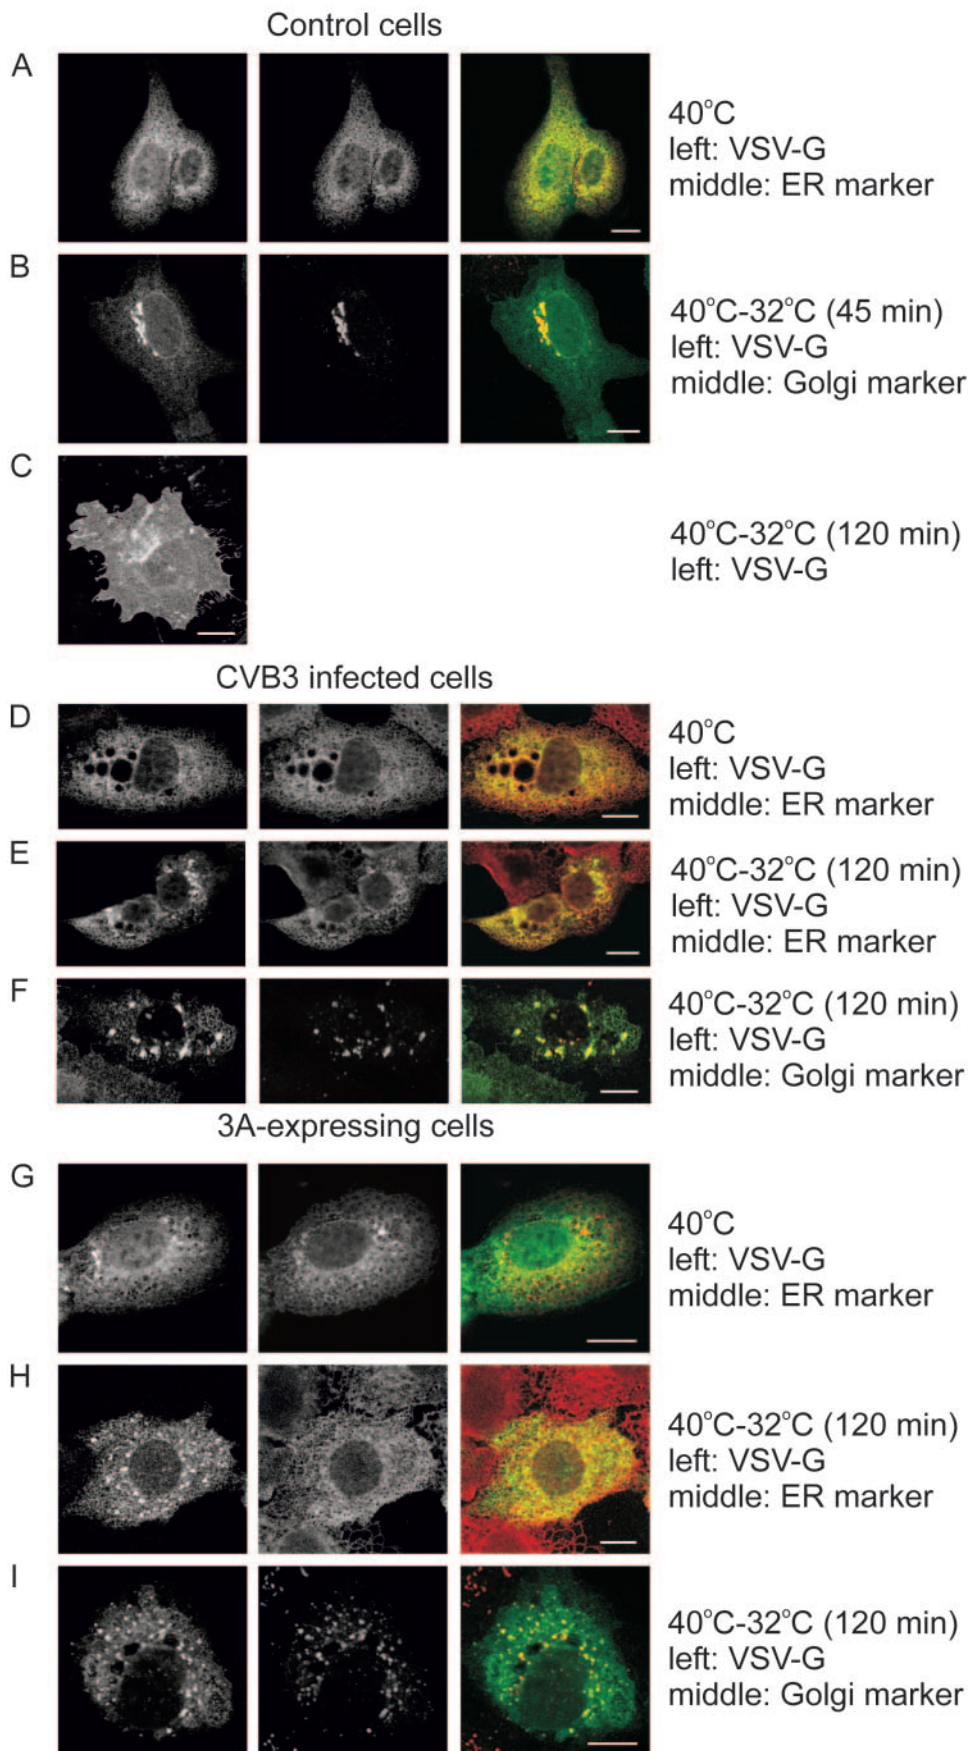 Control cells
A
40°C
left: VSV-G
middle: ER marker
B
40°C-32°C (45 min)
left: VSV-G
middle: Golgi marker
C
40°C-32°C (120 min)
left: VSV-G
CVB3 infected cells
D
40°C
left: VSV-G
middle: ER marker
E
40°C-32°C (120 min)
left: VSV-G
middle: ER marker
F
40°C-32°C (120 min)
left: VSV-G
middle: Golgi marker
3A-expressing cells
G
40°C
left: VSV-G
middle: ER marker
H
40°C-32°C (120 min)
left: VSV-G
middle: ER marker
I
40°C-32°C (120 min)
left: VSV-G
middle: Golgi marker